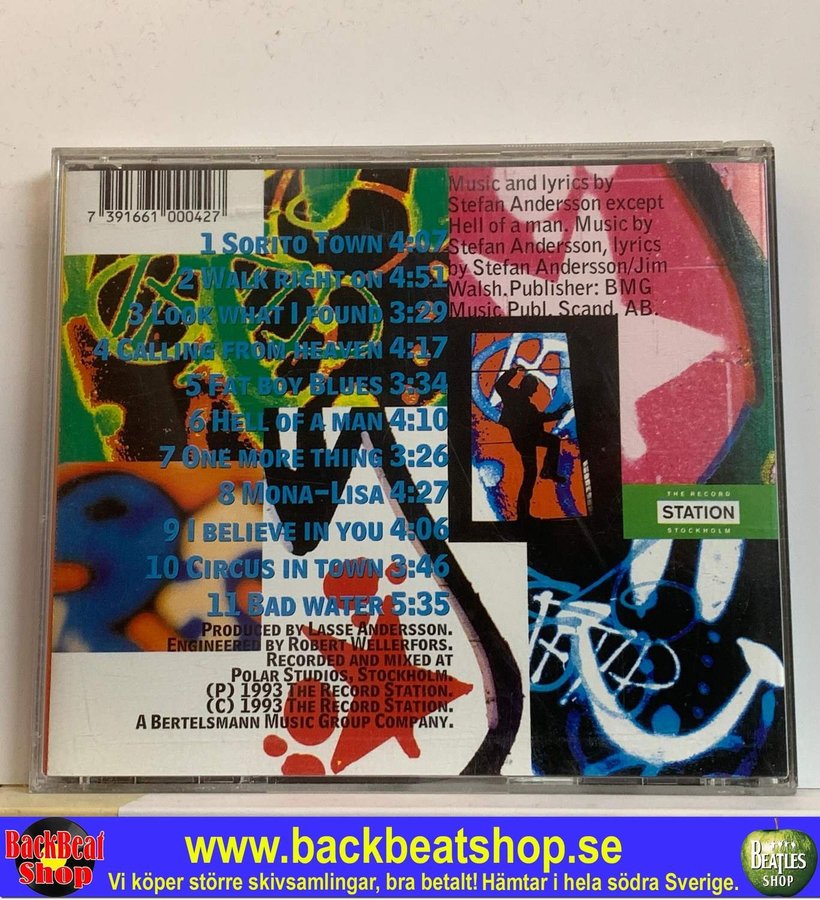 7 391661 000427
Music and lyrics by
Stefan Andersson except
Hell of a man. Music by
Stefan Andersson, lyrics
by Stefan Andersson/Jim
Walsh. Publisher: BMG
Music Publ. Scand. AB.
1 SORITO TOWN 4:07
2 WALK RIGHT ON 4:51
3 LOOK WHAT I FOUND 3:29
4 CALLING FROM HEAVEN 4:17
5 FAT BOY BLUES 3:34
6 HELL OF A MAN 4:10
7 ONE MORE THING 3:26
8 MONA-LISA 4:27
9 I BELIEVE IN YOU 4:06
10 CIRCUS IN TOWN 3:46
11 BAD WATER 5:35
THE RECORD
STATION
STOCKHOLM
PRODUCED BY LASSE ANDERSSON.
ENGINEERED BY ROBERT WELLERFORS.
RECORDED AND MIXED AT
POLAR STUDIOS, STOCKHOLM.
(P) 1993 THE RECORD STATION.
(C) 1993 THE RECORD STATION.
A BERTELSMANN MUSIC GROUP COMPANY.
BackBeat
Shop
www.backbeatshop.se
Vi köper större skivsamlingar, bra betalt! Hämtar i hela södra Sverige.
BEATLES
SHOP